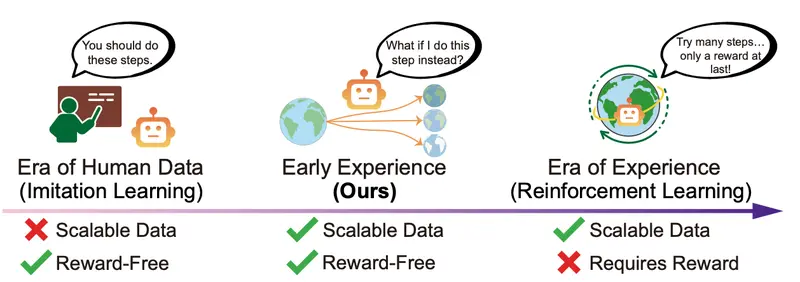 You should do
these steps.
What if I do this
step instead?
Try many steps…
only a reward at
last!
Era of Human Data
(Imitation Learning)
Early Experience
(Ours)
Era of Experience
(Reinforcement Learning)
Scalable Data
Reward-Free
Scalable Data
Reward-Free
Scalable Data
Requires Reward